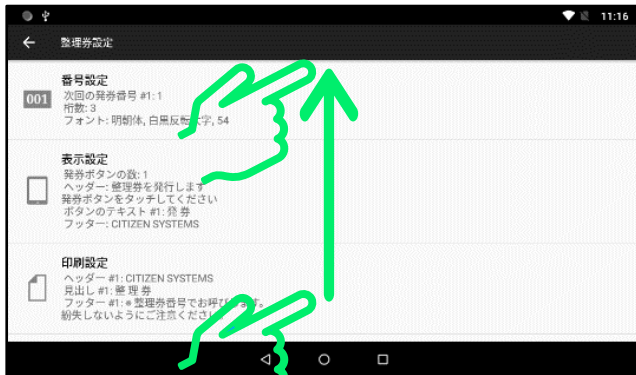 11:16
整理券設定
番号設定
001
次回の発券番号 #1: 1
桁数: 3
フォント: 明朝体, 白黒反転文字, 54
表示設定
発券ボタンの数: 1
ヘッダー: 整理券を発行します
発券ボタンをタッチしてください
ボタンのテキスト #1: 発 券
フッター: CITIZEN SYSTEMS
印刷設定
ヘッダー #1: CITIZEN SYSTEMS
見出し #1: 整 理 券
フッター #1: ※ 整理券番号でお呼びします。
紛失しないようにご注意ください